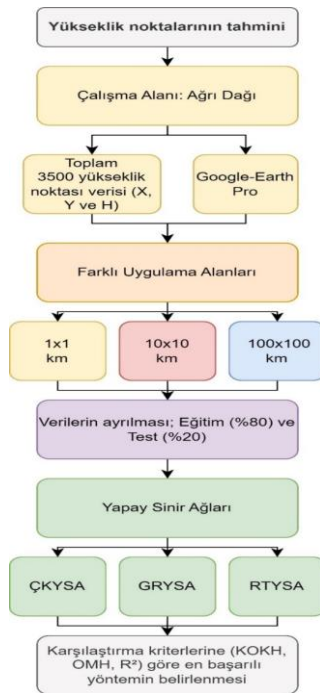 Yükseklik noktalarının tahmini
Çalışma Alanı: Ağrı Dağı
Toplam
3500 yükseklik
noktası verisi (X,
Y ve H)
Google-Earth
Pro
Farklı Uygulama Alanları
1x1
km
10x10
km
100x100
km
Verilerin ayrılması; Eğitim (%80) ve
Test (%20)
Yapay Sinir Ağları
ÇKYSA
GRYSA
RTYSA
Karşılaştırma kriterlerine (KOKH,
OMH, R²) göre en başarılı
yöntemin belirlenmesi